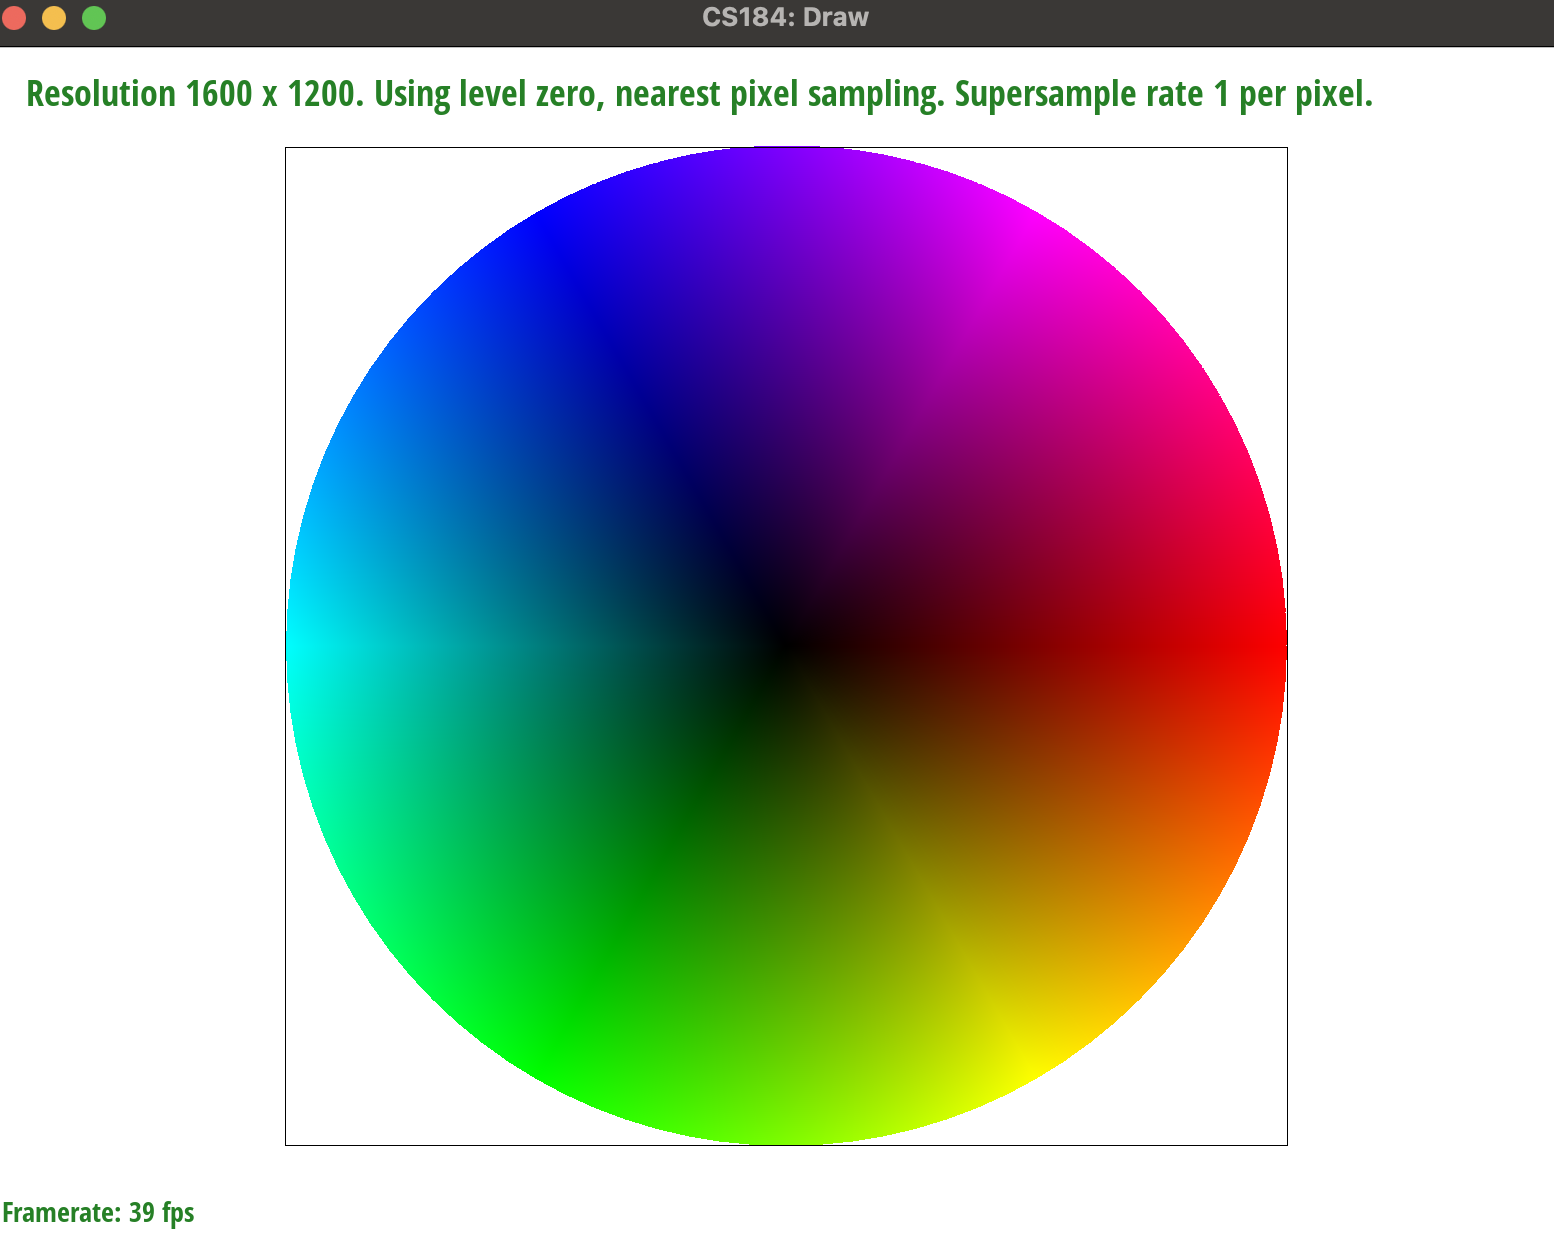 CS184: Draw
Resolution 1600 x 1200. Using level zero, nearest pixel sampling. Supersample rate 1 per pixel.
Framerate: 39 fps